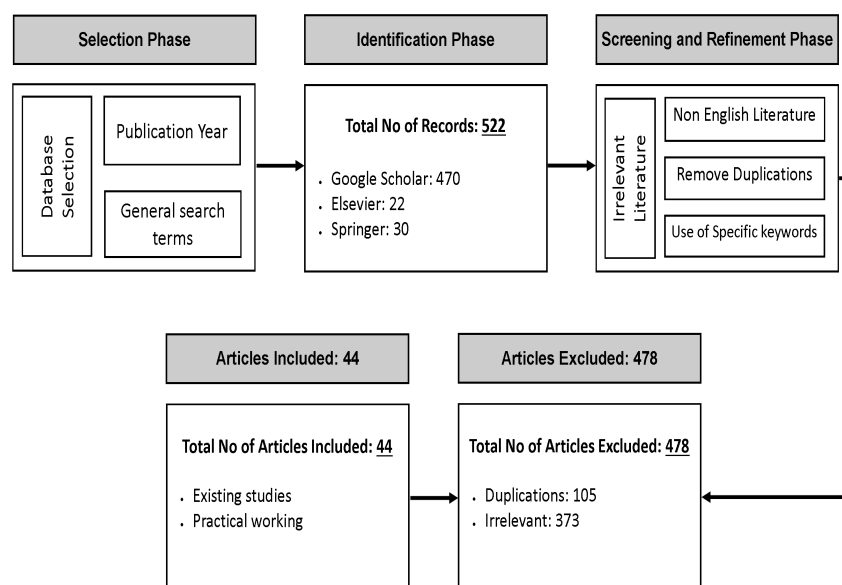 Selection Phase
Identification Phase
Screening and Refinement Phase
Database
Selection
Publication Year
General search
terms
Total No of Records: 522
• Google Scholar: 470
• Elsevier: 22
• Springer: 30
Irrelevant
Literature
Non English Literature
Remove Duplications
Use of Specific keywords
Articles Included: 44
Articles Excluded: 478
Total No of Articles Included: 44
• Existing studies
• Practical working
Total No of Articles Excluded: 478
• Duplications: 105
• Irrelevant: 373